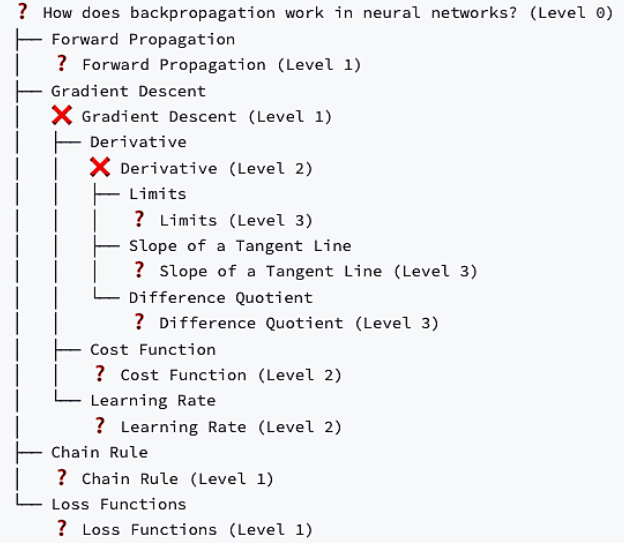 ❓ How does backpropagation work in neural networks? (Level 0)
├── Forward Propagation
│   ❓ Forward Propagation (Level 1)
├── Gradient Descent
│   ❌ Gradient Descent (Level 1)
│   ├── Derivative
│   │   ❌ Derivative (Level 2)
│   │   ├── Limits
│   │   │   ❓ Limits (Level 3)
│   │   ├── Slope of a Tangent Line
│   │   │   ❓ Slope of a Tangent Line (Level 3)
│   │   └── Difference Quotient
│   │       ❓ Difference Quotient (Level 3)
│   ├── Cost Function
│   │   ❓ Cost Function (Level 2)
│   └── Learning Rate
│       ❓ Learning Rate (Level 2)
├── Chain Rule
│   ❓ Chain Rule (Level 1)
└── Loss Functions
    ❓ Loss Functions (Level 1)